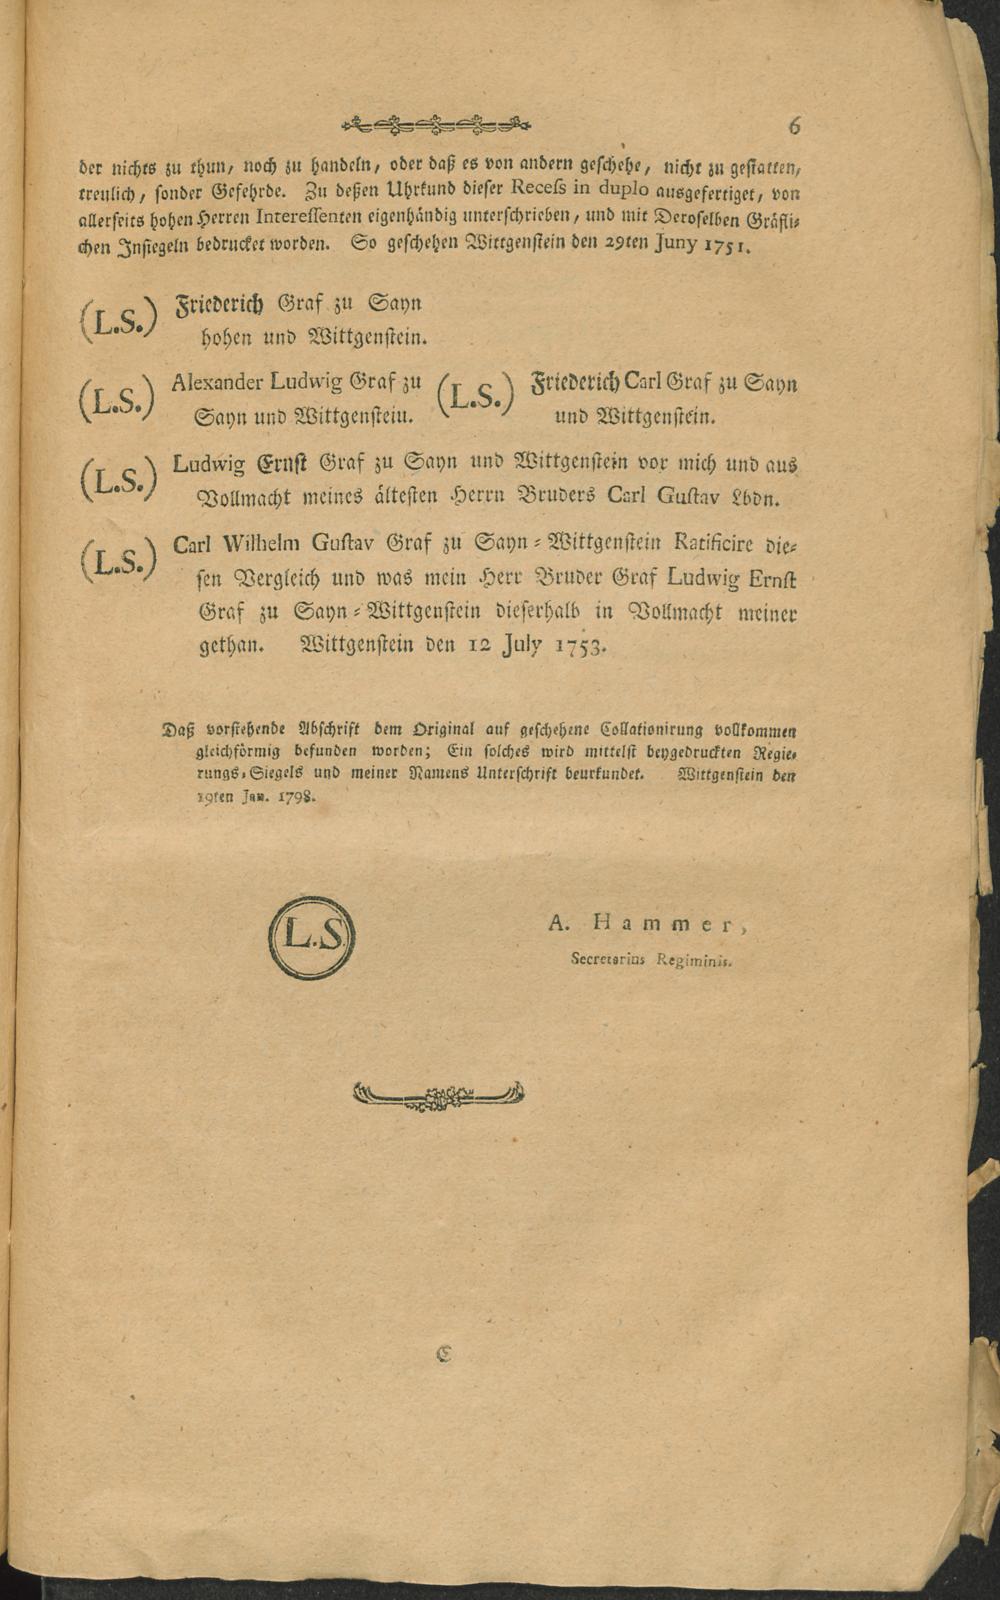 6
der nichts zu thun, noch zu handeln, oder daß es von andern geschehe, nicht zu gestatten,
treulich, sonder Gefehrde. Zu deßen Uhrkund dieser Recess in duplo ausgefertiget, von
allerseits hohen Herren Interessenten eigenhändig unterschrieben, und mit Deroselben Gräfli-
chen Insiegeln bedrucket worden. So geschehen Wittgenstein den 29ten Juny 1751.
(L.S.) Friederich Graf zu Sayn
hohen und Wittgenstein.
(L.S.) Alexander Ludwig Graf zu (L.S.) Friederich Carl Graf zu Sayn
Sayn und Wittgenstein. und Wittgenstein.
(L.S.) Ludwig Ernst Graf zu Sayn und Wittgenstein vor mich und aus
Vollmacht meines ältesten Herrn Bruders Carl Gustav Lbdn.
(L.S.) Carl Wilhelm Gustav Graf zu Sayn-Wittgenstein Ratificire die-
sen Vergleich und was mein Herr Bruder Graf Ludwig Ernst
Graf zu Sayn-Wittgenstein dieserhalb in Vollmacht meiner
gethan. Wittgenstein den 12 July 1753.
Daß vorstehende Abschrift dem Original auf geschehene Collationirung vollkommen
gleichförmig befunden worden; Ein solches wird mittelst beygedruckten Regie-
rungs-Siegels und meiner Namens Unterschrift beurkundet. Wittgenstein den
19ten Jan. 1798.
L.S.
A. Hammer,
Secretarius Regiminis.
C